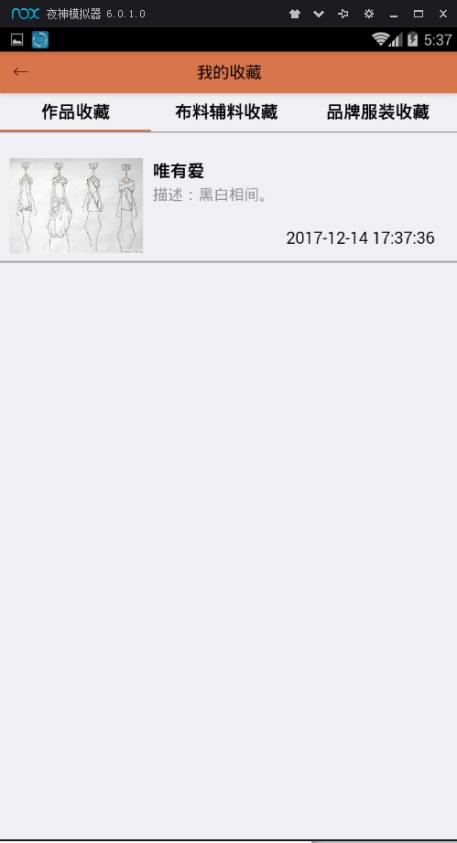 nox 夜神模拟器 6.0.1.0
5:37
← 我的收藏
作品收藏 布料辅料收藏 品牌服装收藏
唯有爱
描述：黑白相间。
2017-12-14 17:37:36